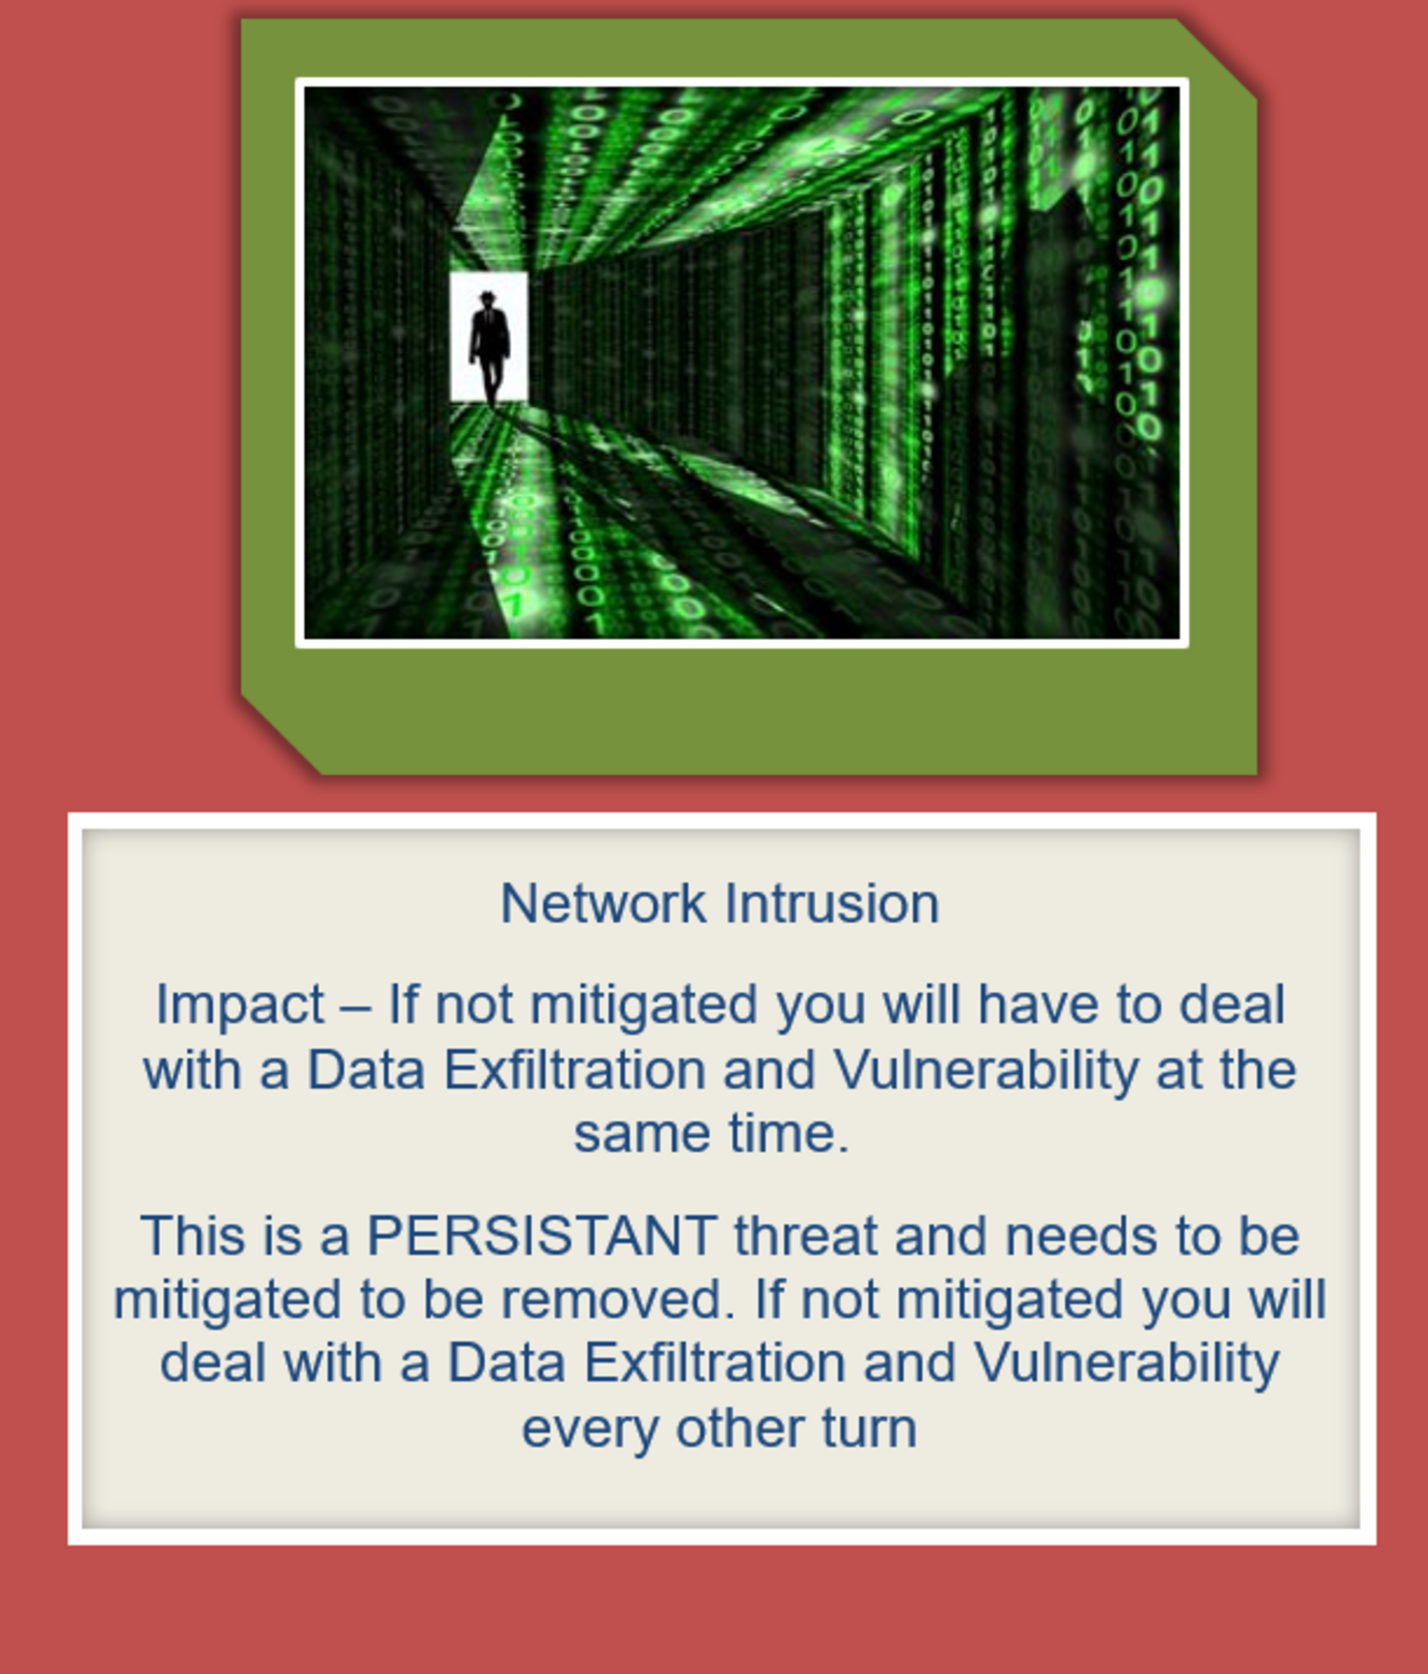 Network Intrusion
Impact – If not mitigated you will have to deal
with a Data Exfiltration and Vulnerability at the
same time.
This is a PERSISTANT threat and needs to be
mitigated to be removed. If not mitigated you will
deal with a Data Exfiltration and Vulnerability
every other turn